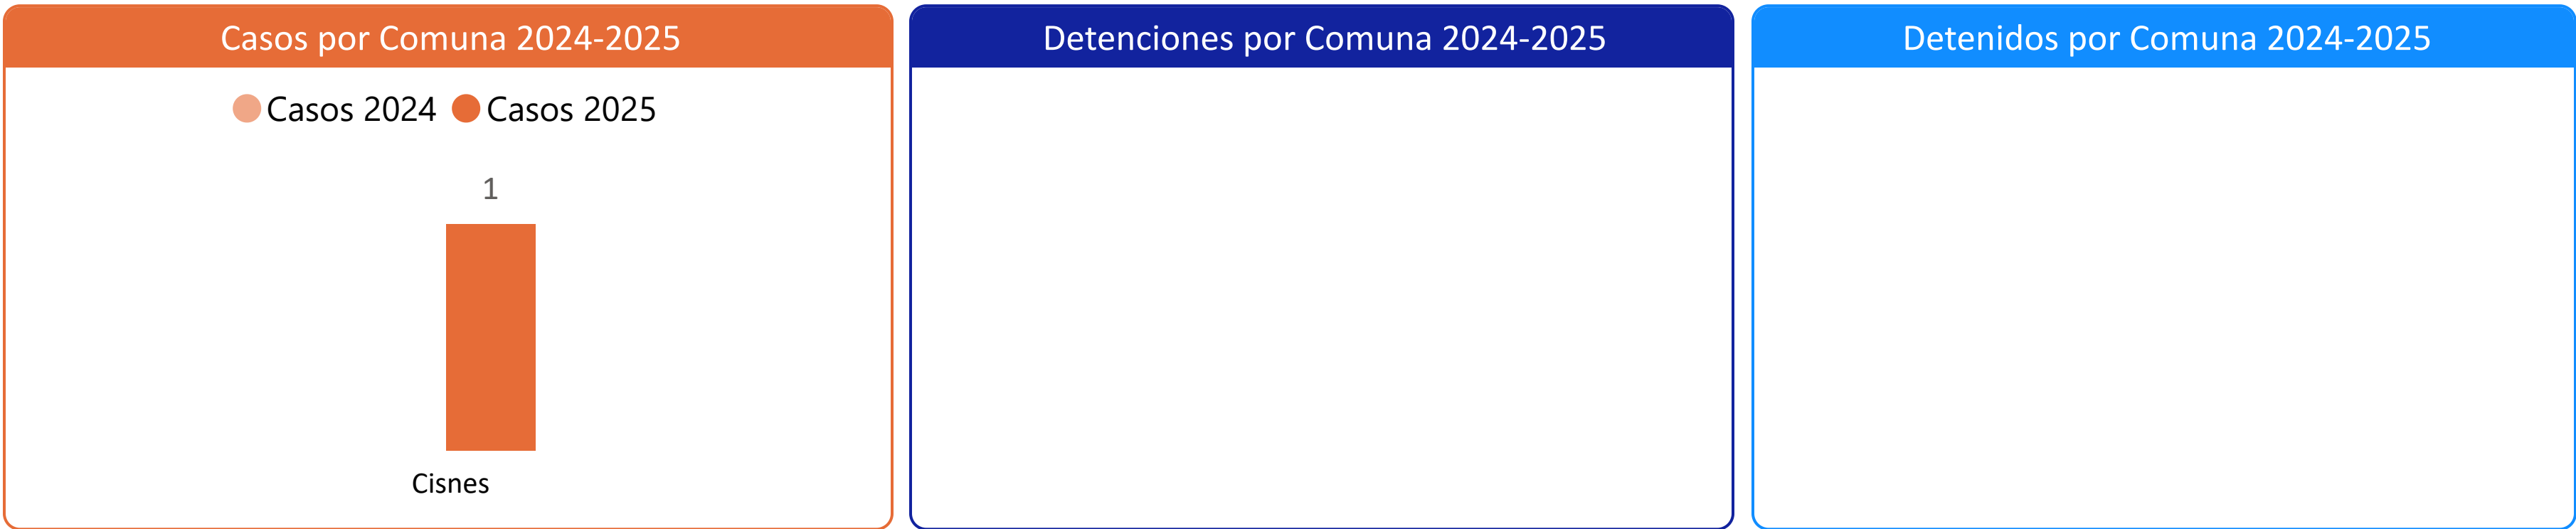 Casos por Comuna 2024-2025
Casos 2024 Casos 2025
1
Cisnes
Detenciones por Comuna 2024-2025
Detenidos por Comuna 2024-2025